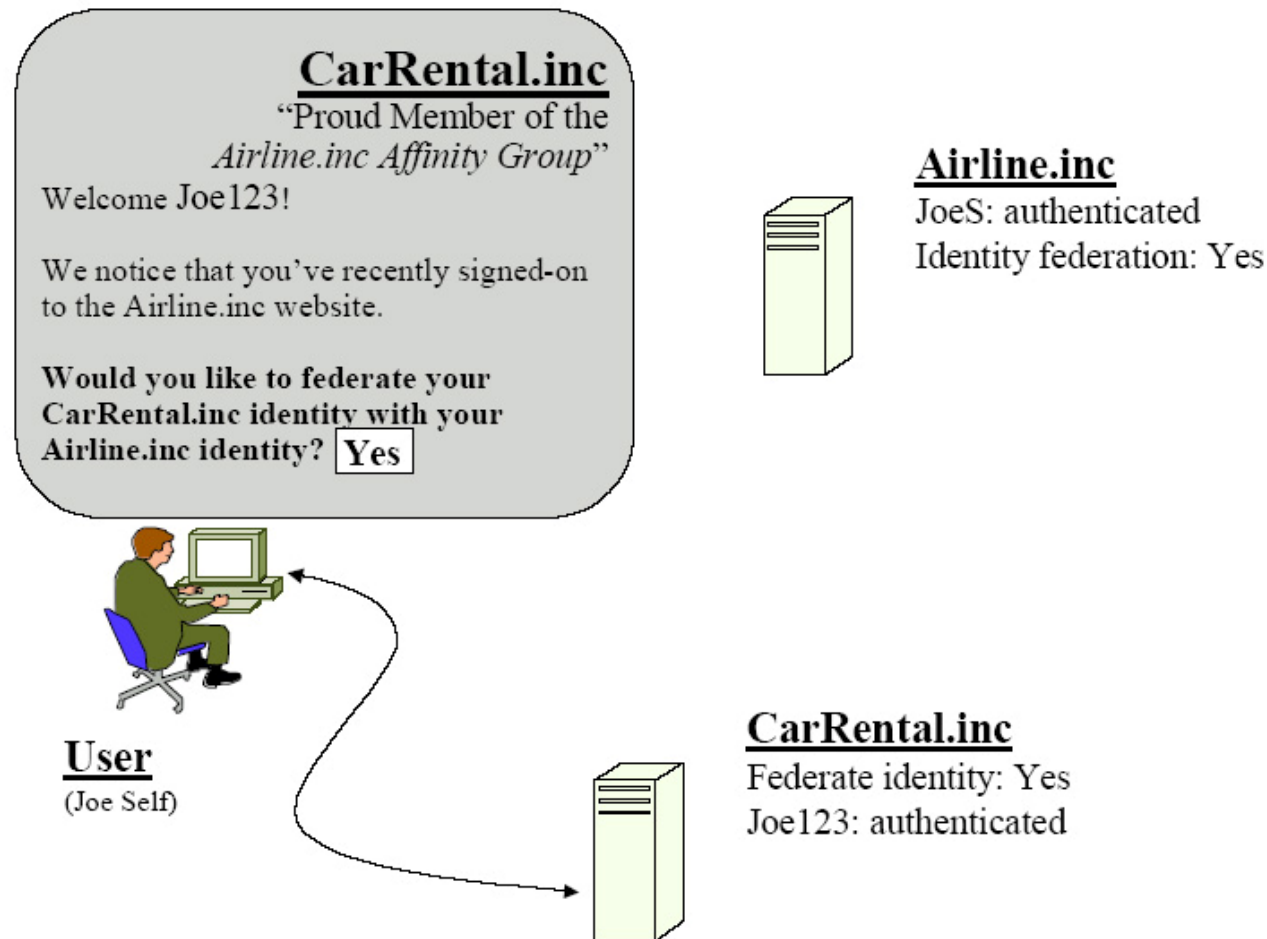 CarRental.inc
“Proud Member of the
Airline.inc Affinity Group”
Welcome Joe123!
We notice that you’ve recently signed-on
to the Airline.inc website.
Would you like to federate your
CarRental.inc identity with your
Airline.inc identity? Yes
Airline.inc
JoeS: authenticated
Identity federation: Yes
User
(Joe Self)
CarRental.inc
Federate identity: Yes
Joe123: authenticated